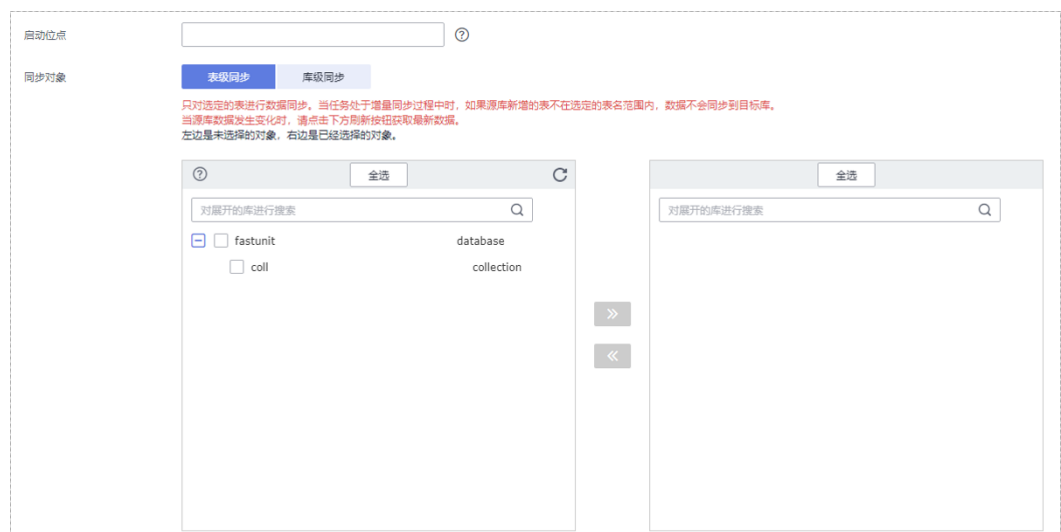 启动位点
同步对象
表级同步 库级同步
只对选定的表进行数据同步。当任务处于增量同步过程中时，如果源库新增的表不在选定的表名范围内，数据不会同步到目标库。
当源库数据发生变化时，请点击下方刷新按钮获取最新数据。
左边是未选择的对象，右边是已经选择的对象。
全选 全选
对展开的库进行搜索 对展开的库进行搜索
fastunit database
coll collection